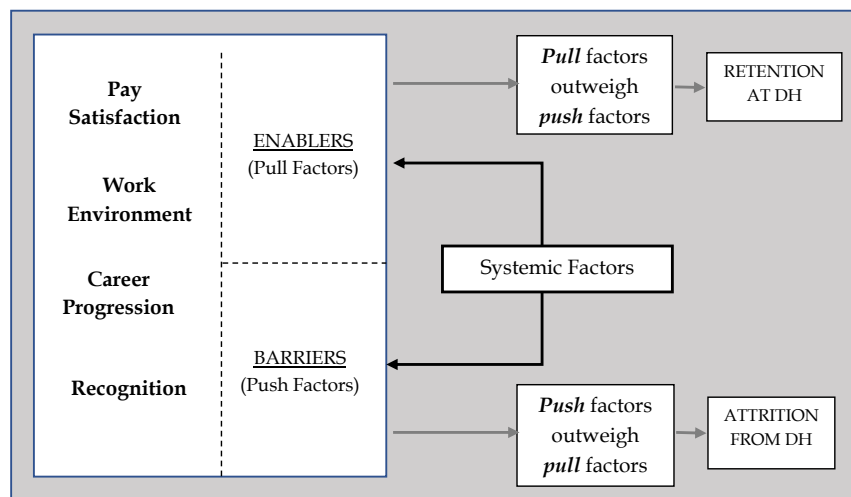 Pay
Satisfaction
Work
Environment
Career
Progression
Recognition
ENABLERS
(Pull Factors)
BARRIERS
(Push Factors)
Systemic Factors
Pull factors
outweigh
push factors
RETENTION
AT DH
Push factors
outweigh
pull factors
ATTRITION
FROM DH